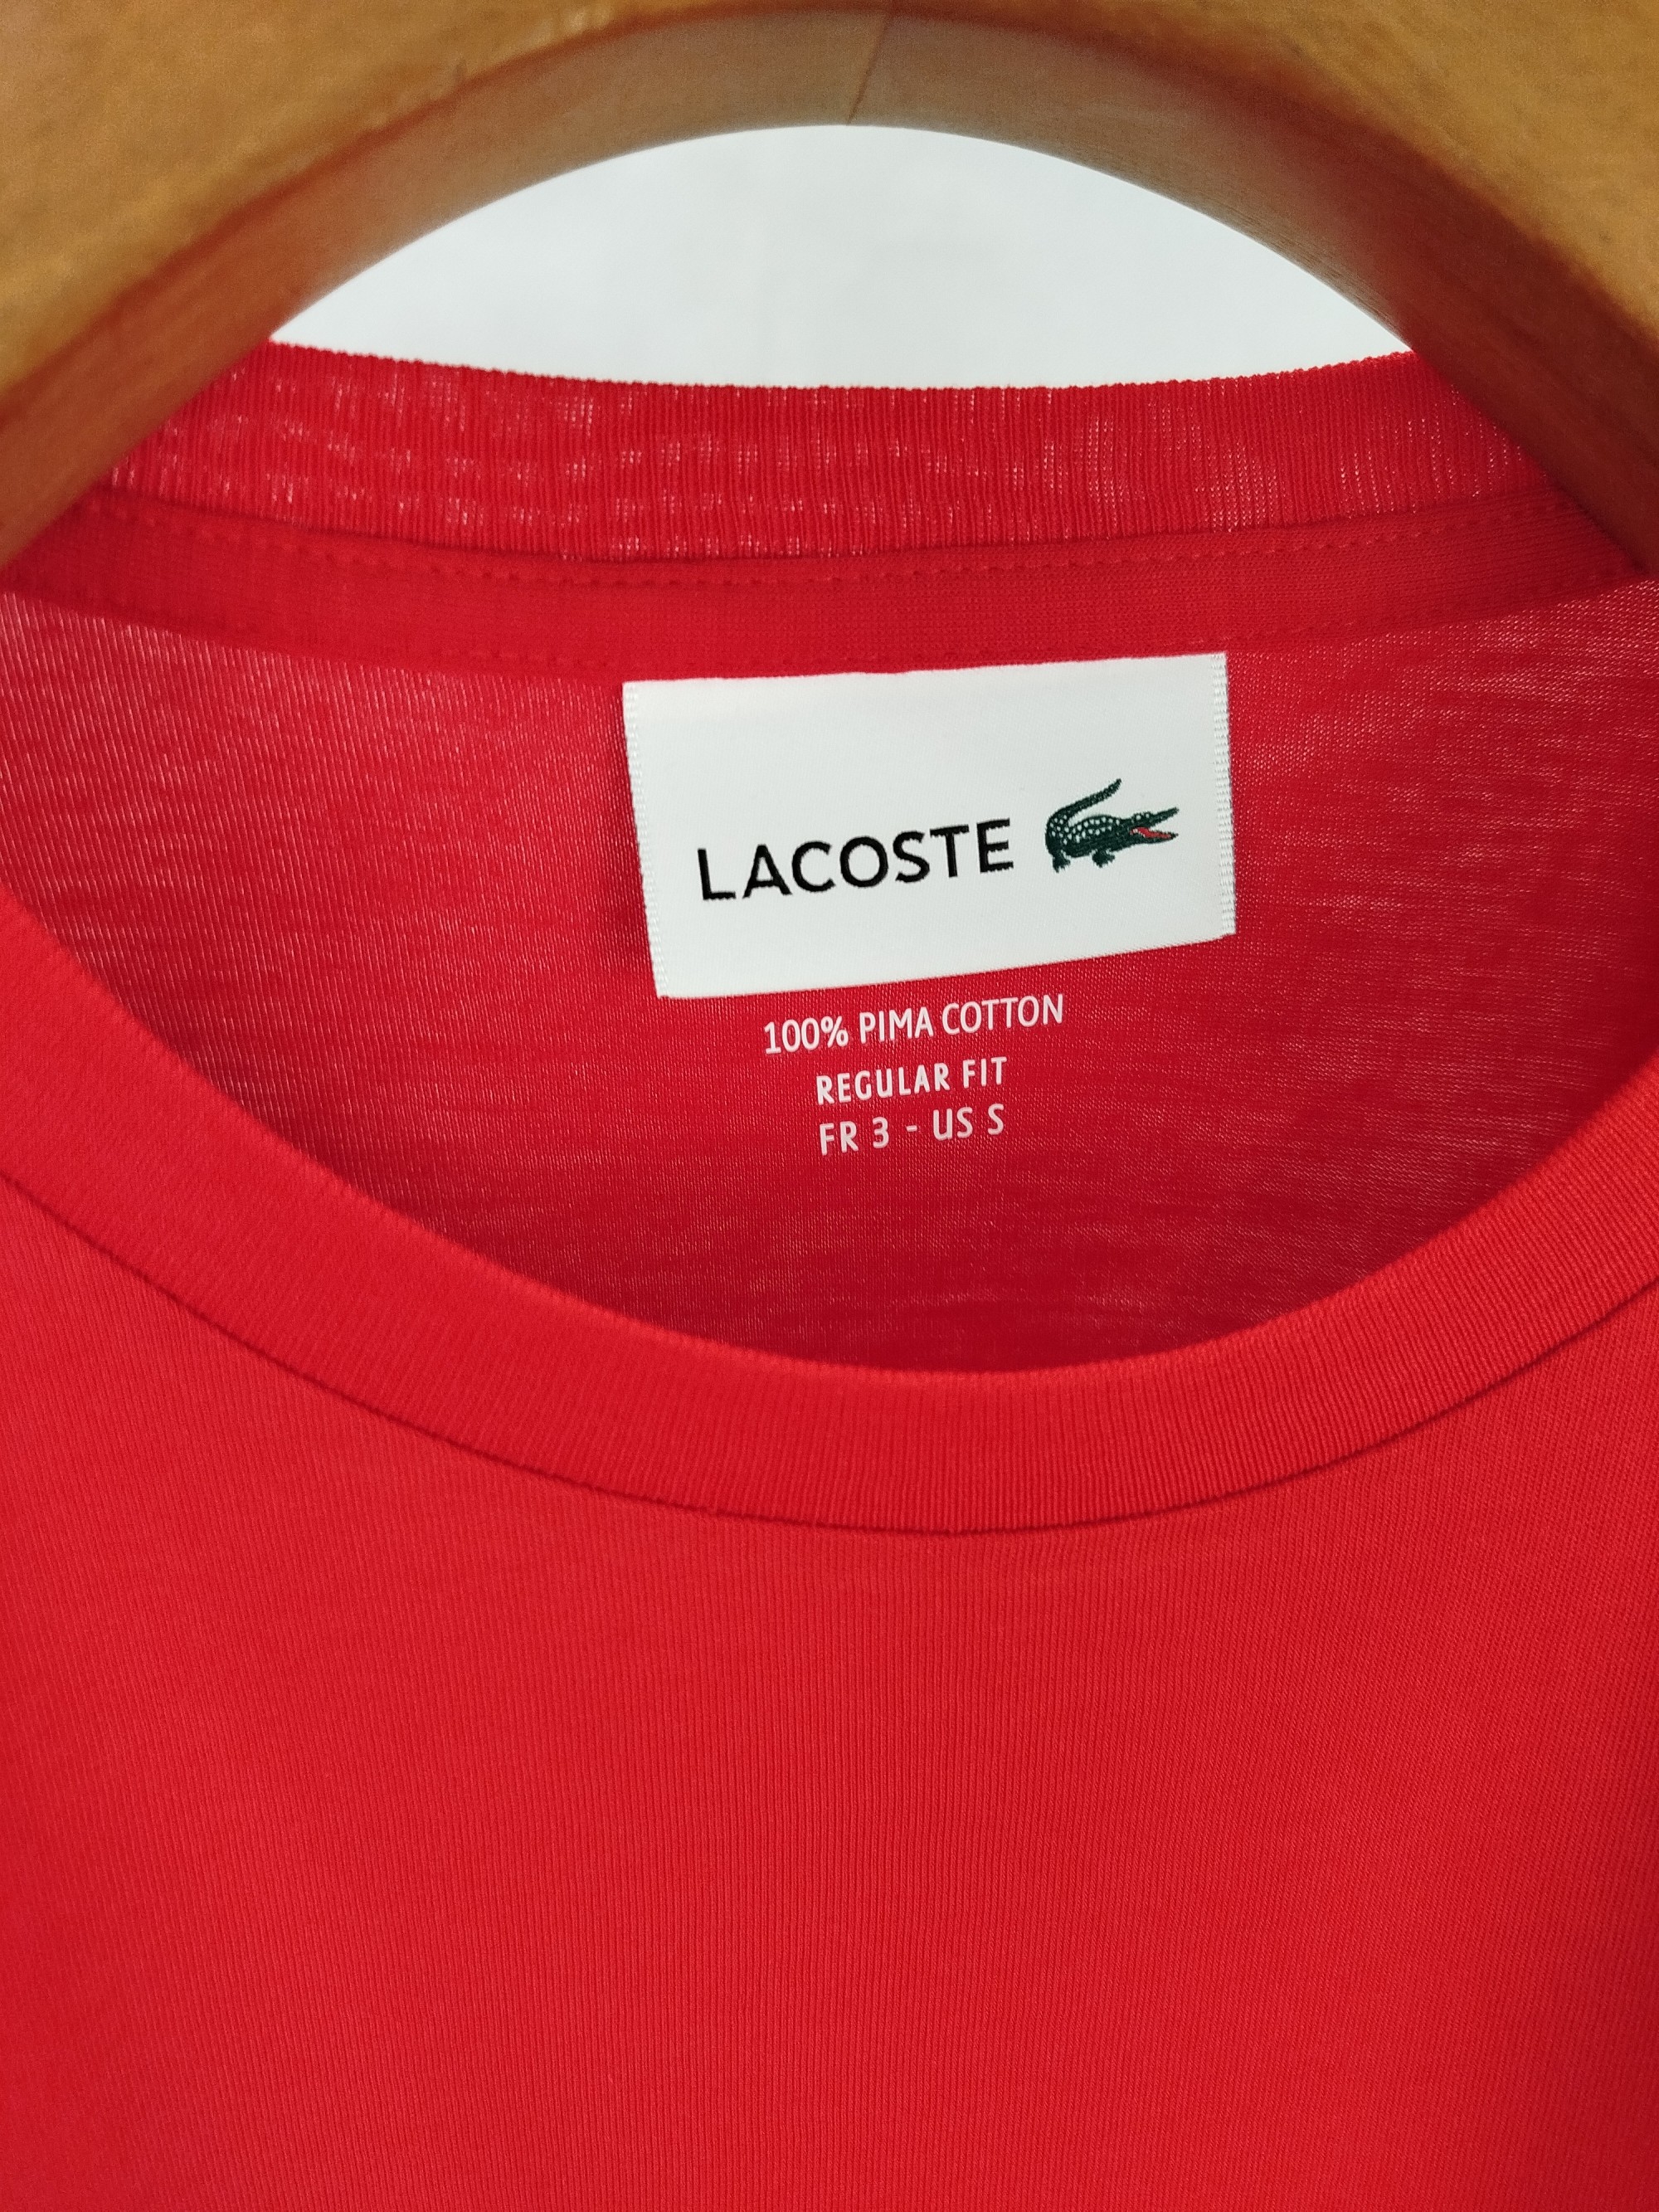 LACOSTE
100% PIMA COTTON
REGULAR FIT
FR 3 - US S